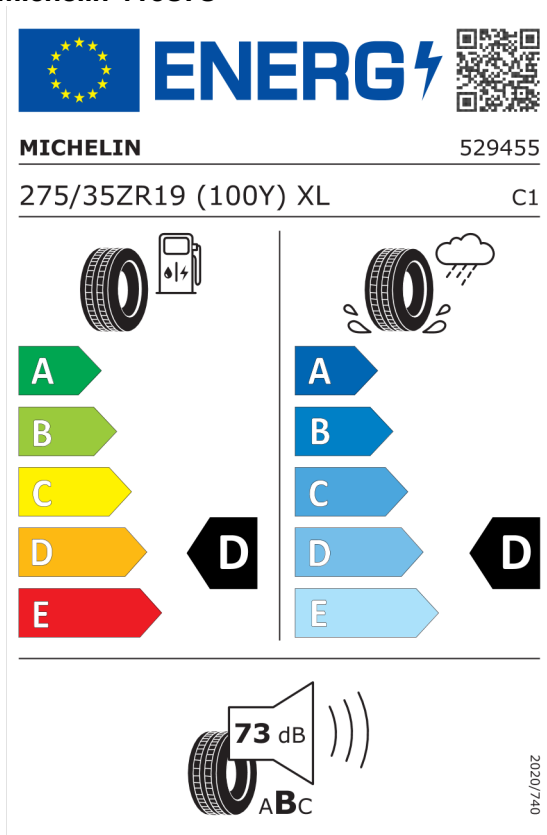 ENERG
MICHELIN 529455
275/35ZR19 (100Y) XL C1
A A
B B
C C
D D D D
E E
73 dB
ABC
2020/740